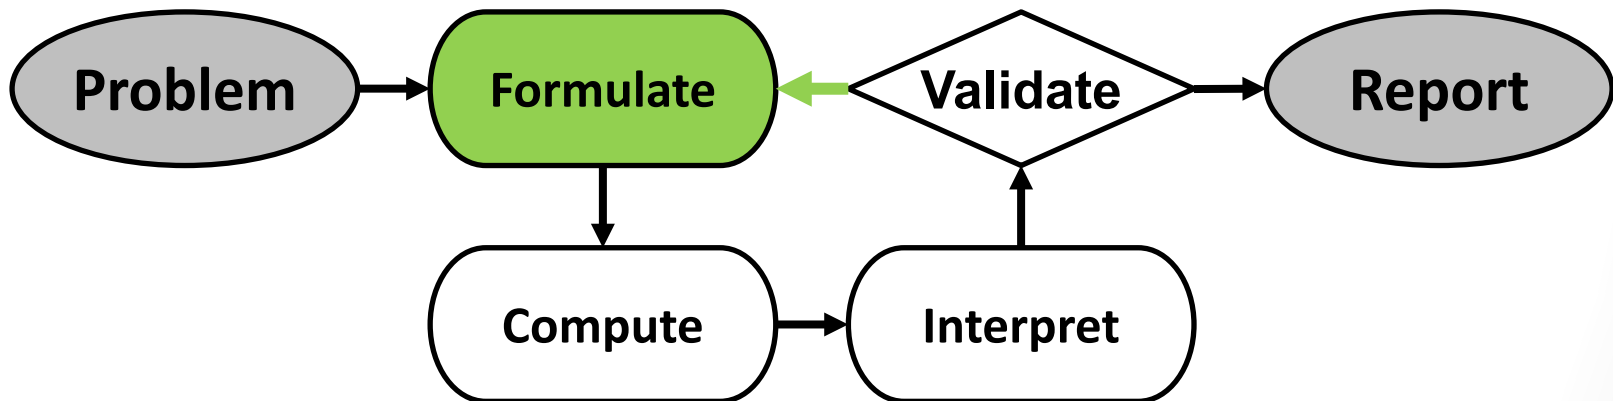 Problem
Formulate
Validate
Report
Compute
Interpret